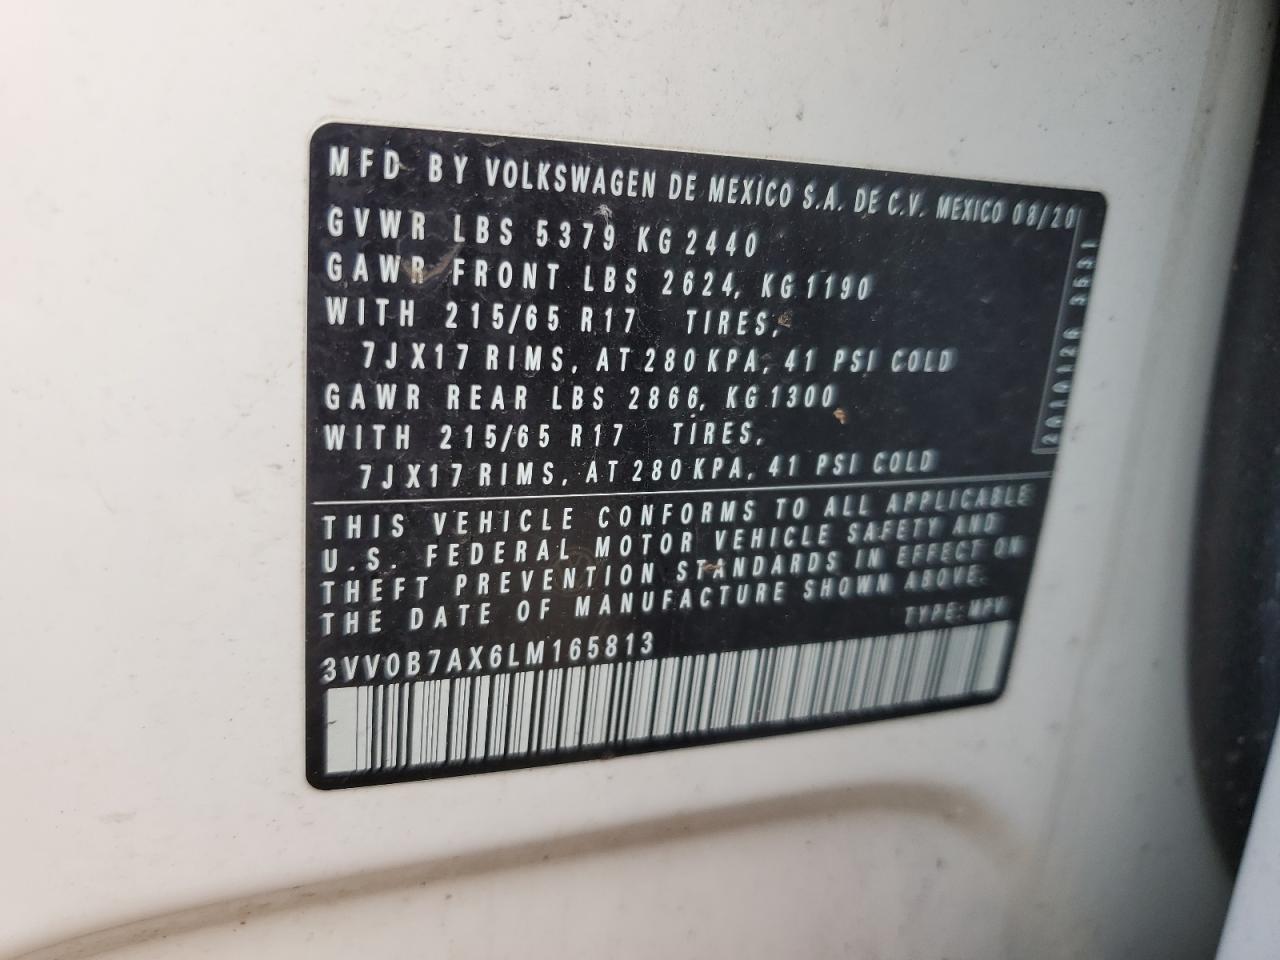 MFD BY VOLKSWAGEN DE MEXICO S.A. DE C.V. MEXICO 08/20
GVWR LBS 5379 KG 2440
GAWR FRONT LBS 2624, KG 1190
WITH 215/65 R17 TIRES,
7JX17 RIMS, AT 280 KPA, 41 PSI COLD
GAWR REAR LBS 2866, KG 1300
WITH 215/65 R17 TIRES,
7JX17 RIMS, AT 280 KPA, 41 PSI COLD
THIS VEHICLE CONFORMS TO ALL APPLICABLE
U.S. FEDERAL MOTOR VEHICLE SAFETY AND
THEFT PREVENTION STANDARDS IN EFFECT ON
THE DATE OF MANUFACTURE SHOWN ABOVE.
TYPE: MPV
3VV0B7AX6LM165813